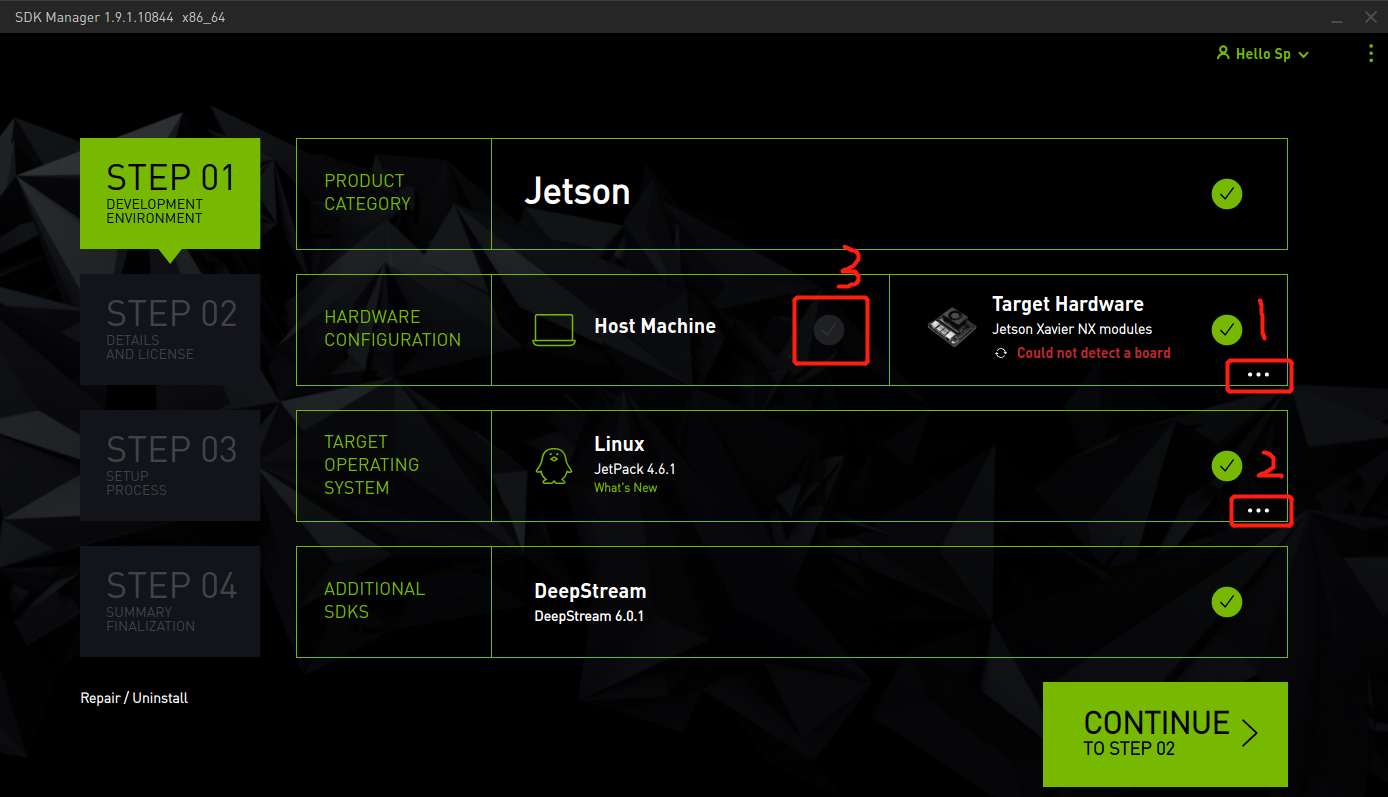 SDK Manager 1.9.1.10844 x86_64
Hello Sp
STEP 01
DEVELOPMENT
ENVIRONMENT
PRODUCT
CATEGORY
Jetson
3
STEP 02
DETAILS
AND LICENSE
HARDWARE
CONFIGURATION
Host Machine
Target Hardware
Jetson Xavier NX modules
Could not detect a board
1
...
STEP 03
SETUP
PROCESS
TARGET
OPERATING
SYSTEM
Linux
JetPack 4.6.1
What's New
2
...
STEP 04
SUMMARY
FINALIZATION
ADDITIONAL
SDKS
DeepStream
DeepStream 6.0.1
Repair / Uninstall
CONTINUE
TO STEP 02